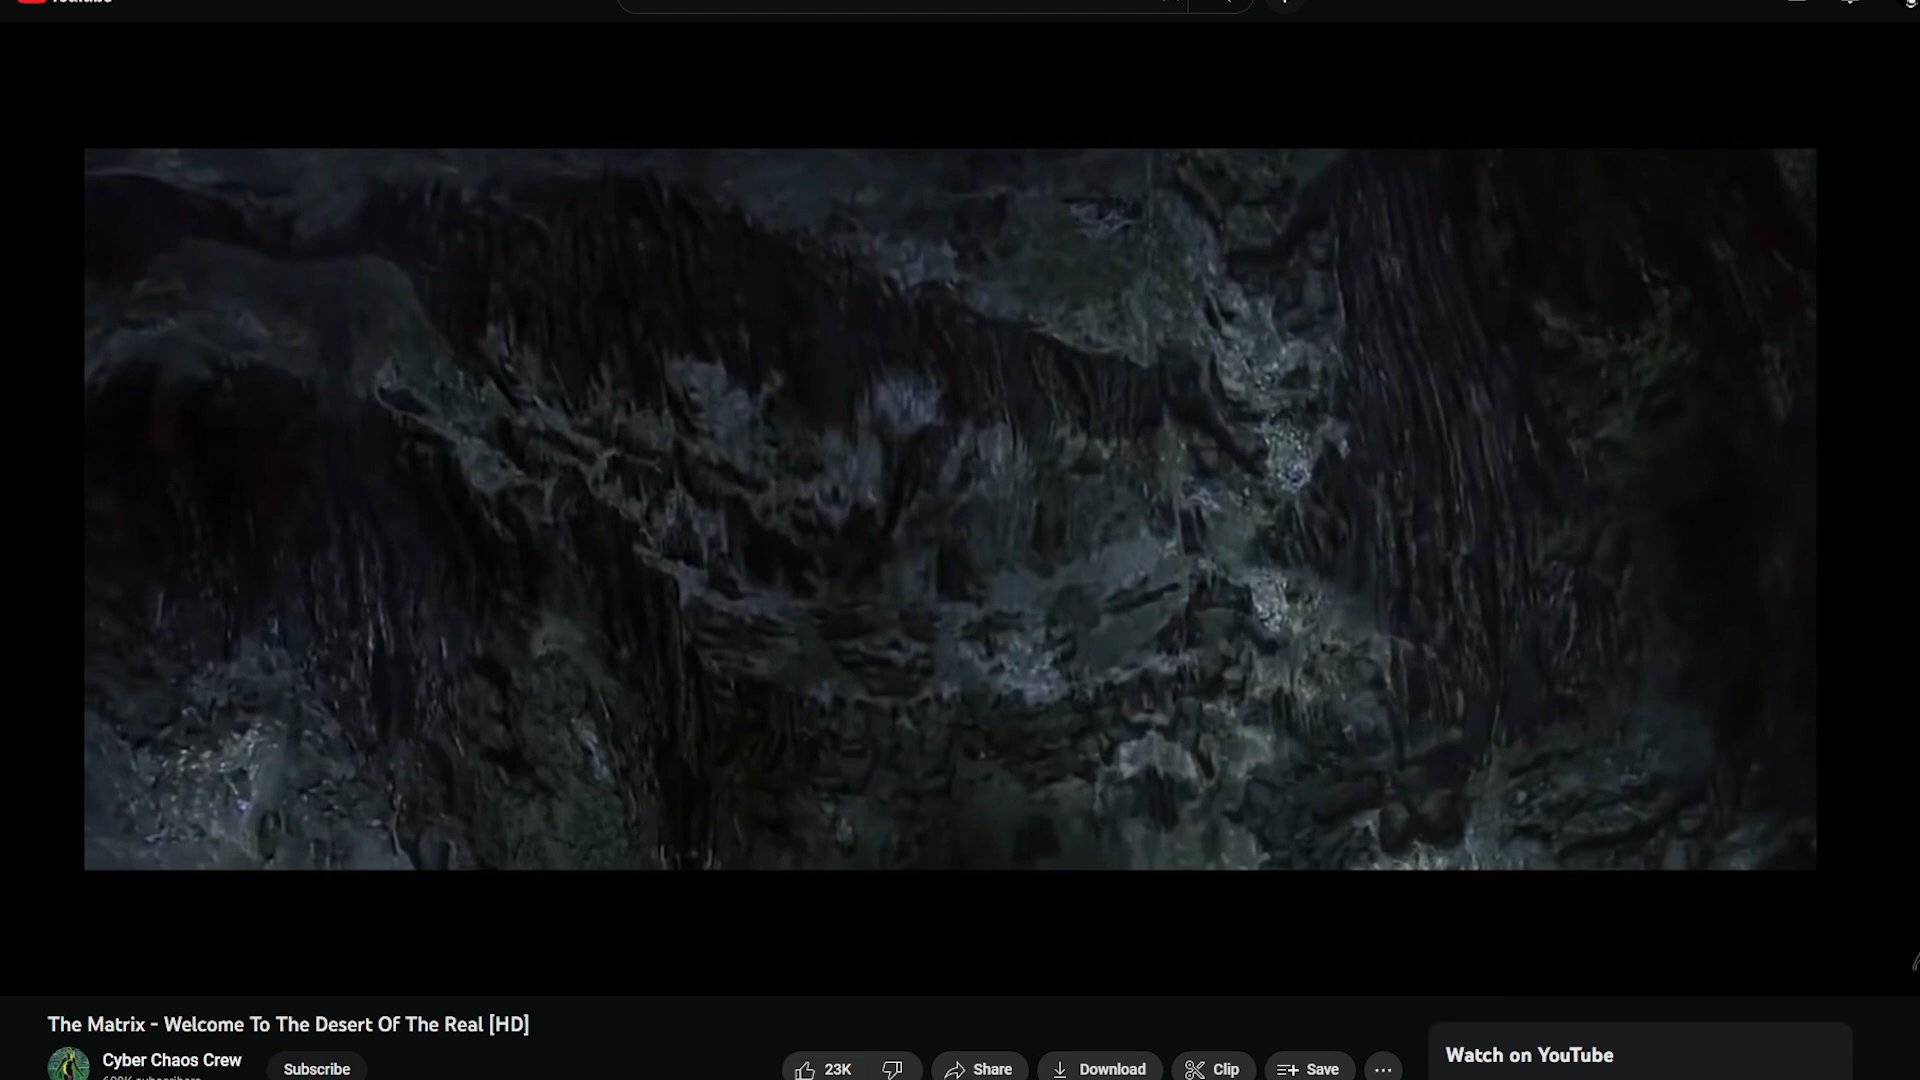 The Matrix - Welcome To The Desert Of The Real [HD]
Cyber Chaos Crew
Subscribe
23K
Share
Download
Clip
Save
Watch on YouTube